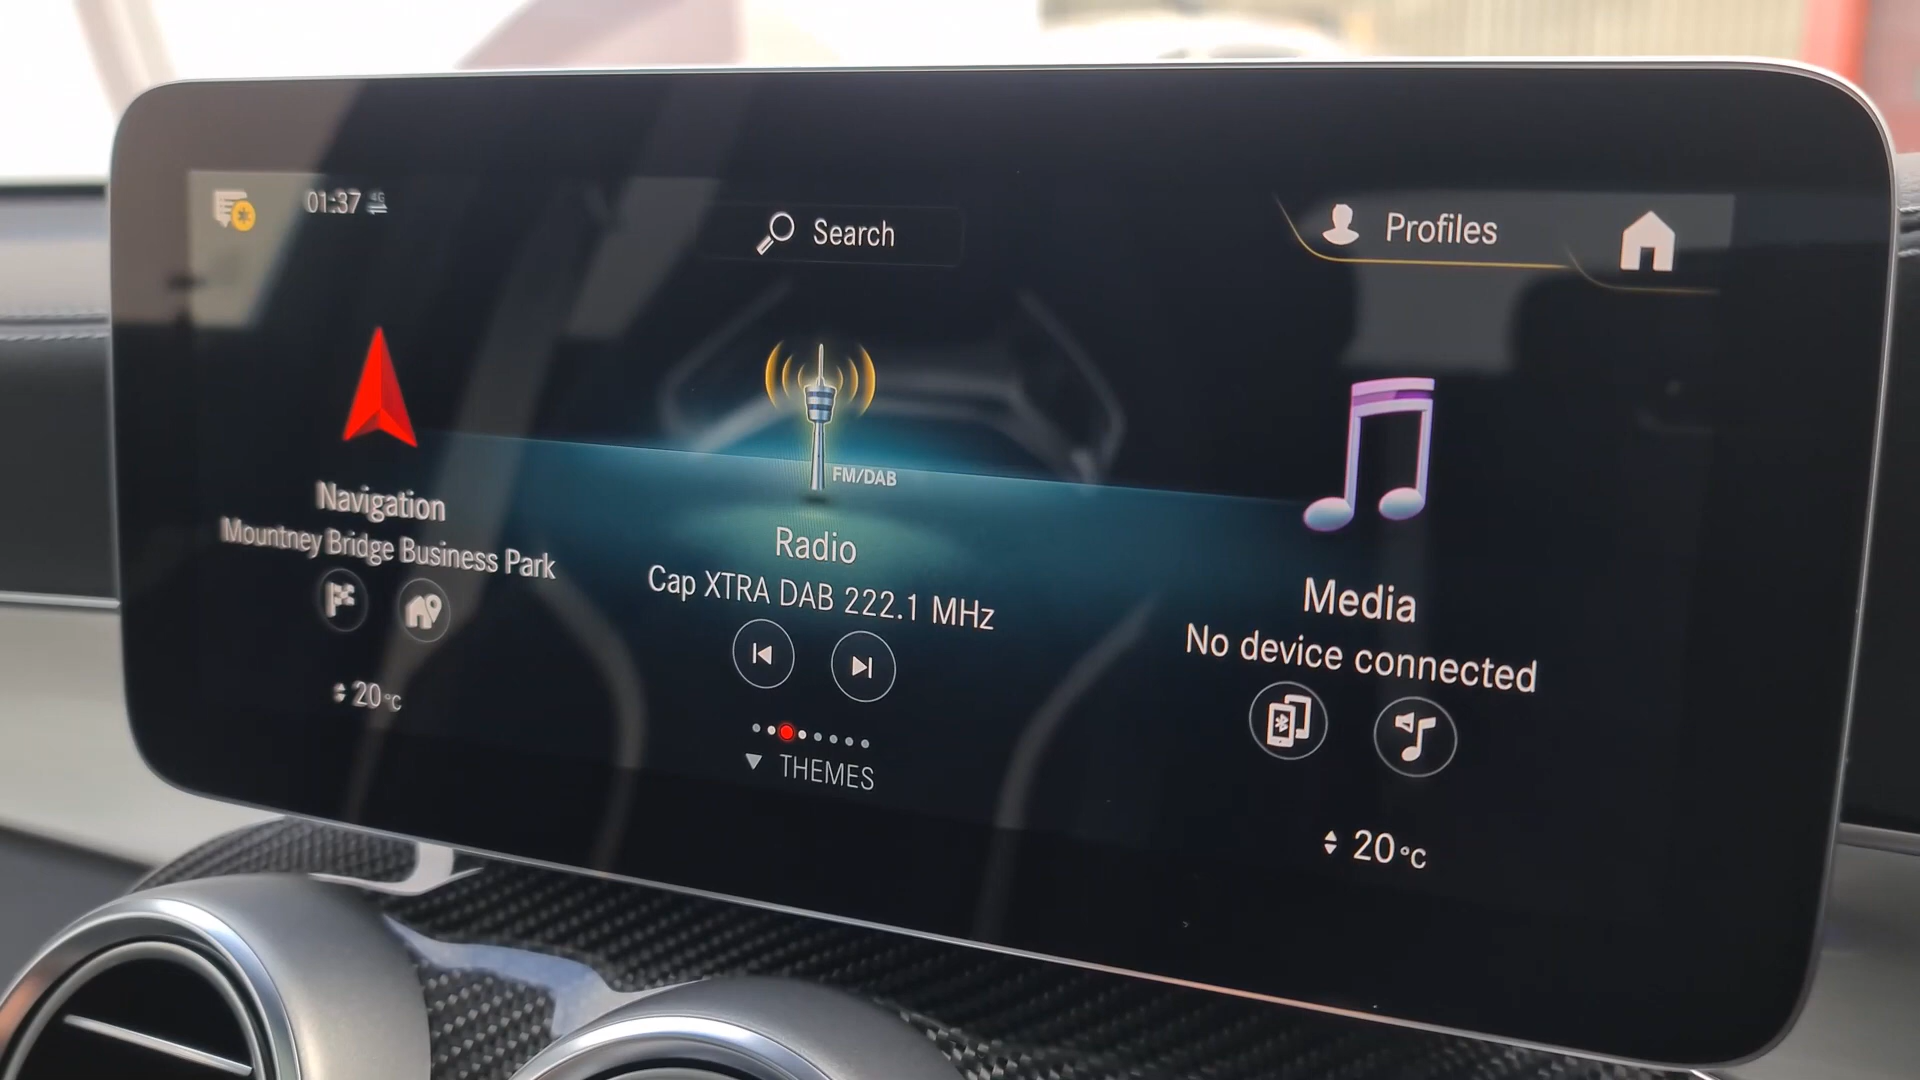 01:37 4G
Search
Profiles
FM/DAB
Navigation
Mountney Bridge Business Park
Radio
Cap XTRA DAB 222.1 MHz
Media
No device connected
20°C
THEMES
20°C